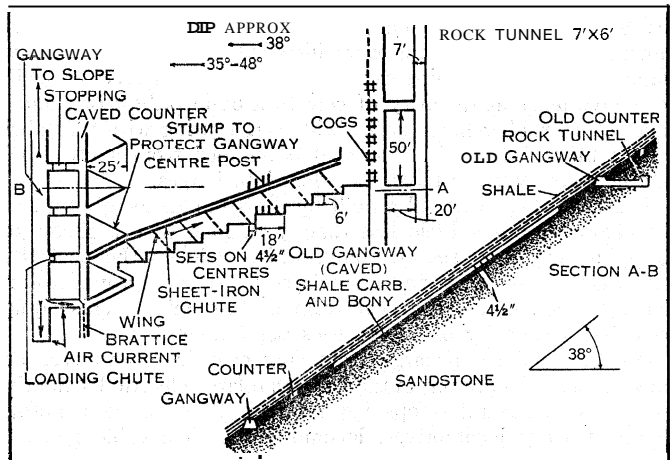 DIP APPROX
38°
35°-48°
7'
ROCK TUNNEL 7'X6'
GANGWAY
TO SLOPE
STOPPING
CAVED COUNTER
STUMP TO
PROTECT GANGWAY
CENTRE POST
25'
B
COGS
50'
A
20'
6'
18'
SETS ON 4½"
CENTRES
SHEET-IRON
CHUTE
WING
BRATTICE
AIR CURRENT
LOADING CHUTE
OLD GANGWAY
(CAVED)
SHALE CARB.
AND BONY
OLD COUNTER
ROCK TUNNEL
OLD GANGWAY
SHALE
SECTION A-B
4½"
38°
COUNTER
GANGWAY
SANDSTONE